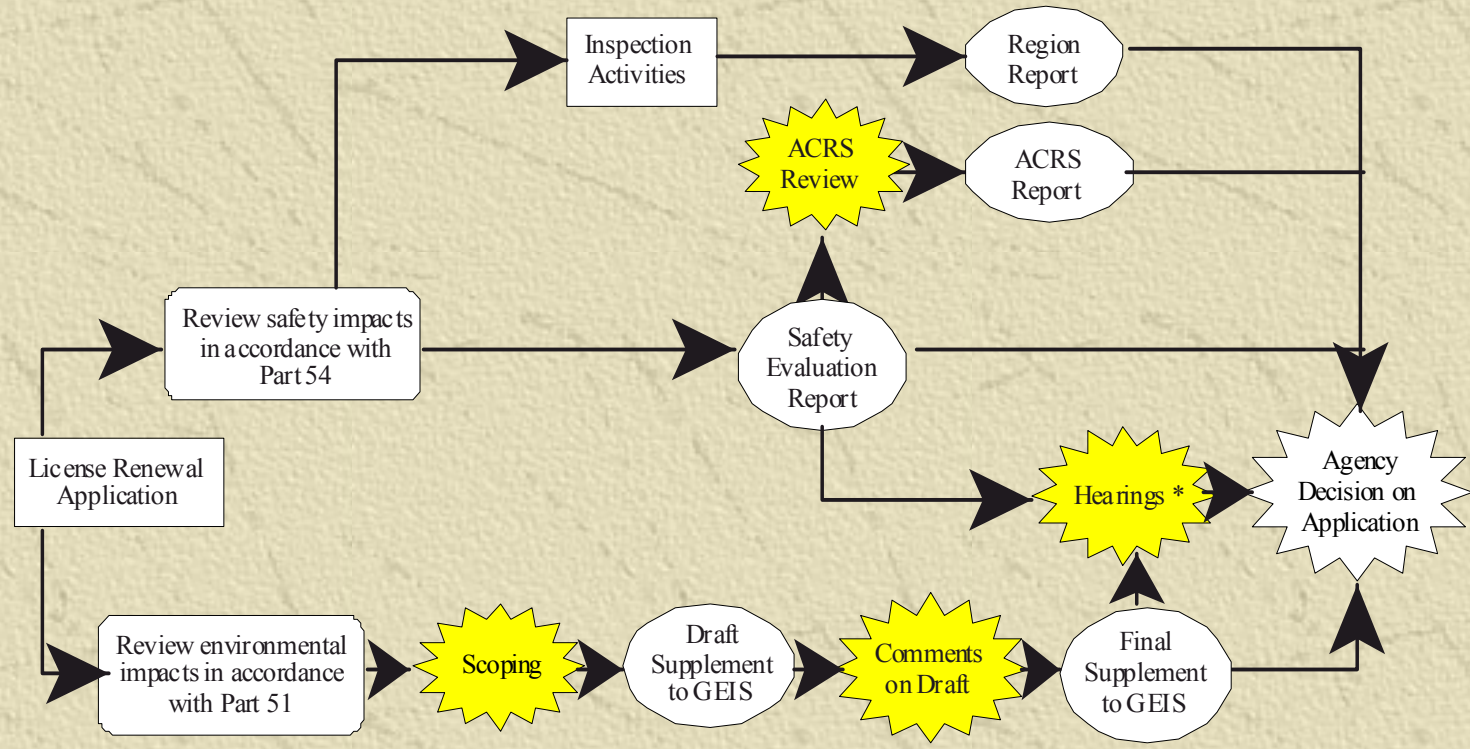 Inspection
Activities
Region
Report
ACRS
Review
ACRS
Report
Review safety impacts
in accordance with
Part 54
Safety
Evaluation
Report
License Renewal
Application
Hearings *
Agency
Decision on
Application
Review environmental
impacts in accordance
with Part 51
Scoping
Draft
Supplement
to GEIS
Comments
on Draft
Final
Supplement
to GEIS